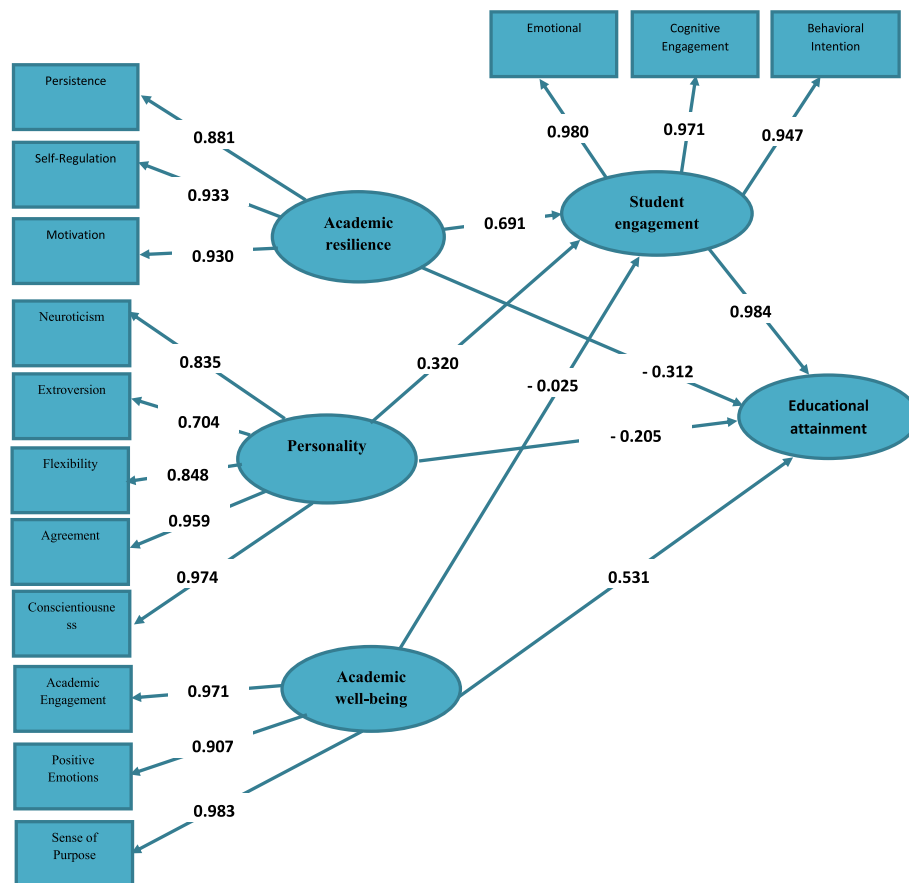 Emotional
Cognitive
Engagement
Behavioral
Intention
Persistence
0.881
0.980
0.971
0.947
Self-Regulation
0.933
Student
engagement
Motivation
0.930
Academic
resilience
0.691
Neuroticism
0.835
0.984
0.320
- 0.025
- 0.312
Extroversion
0.704
Educational
attainment
Personality
- 0.205
Flexibility
0.848
Agreement
0.959
0.974
0.531
Conscientiousne
ss
Academic
Engagement
0.971
Academic
well-being
Positive
Emotions
0.907
0.983
Sense of
Purpose